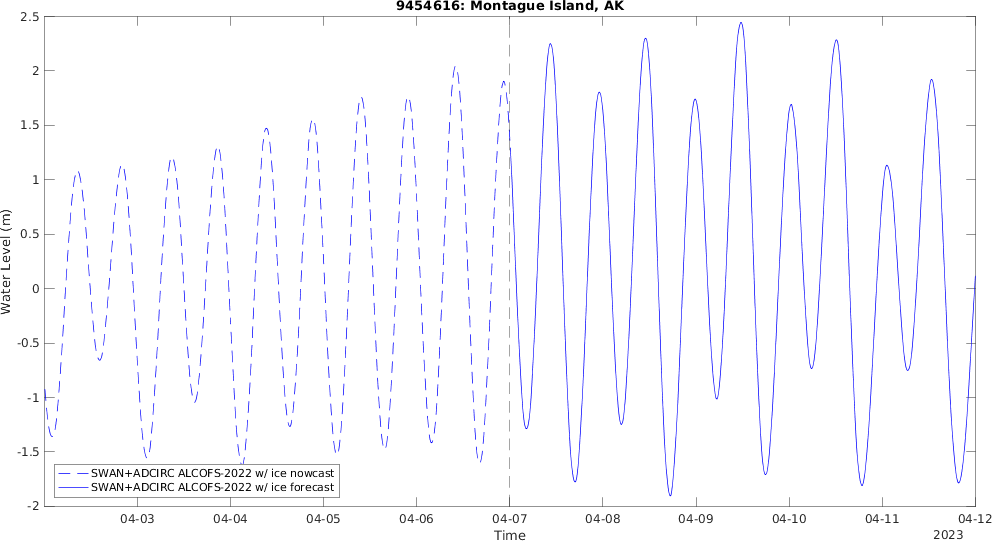 9454616: Montague Island, AK
2.5
2
1.5
1
0.5
0
-0.5
-1
-1.5
-2
Water Level (m)
SWAN+ADCIRC ALCOFS-2022 w/ ice nowcast
SWAN+ADCIRC ALCOFS-2022 w/ ice forecast
04-03 04-04 04-05 04-06 04-07 04-08 04-09 04-10 04-11 04-12
Time
2023